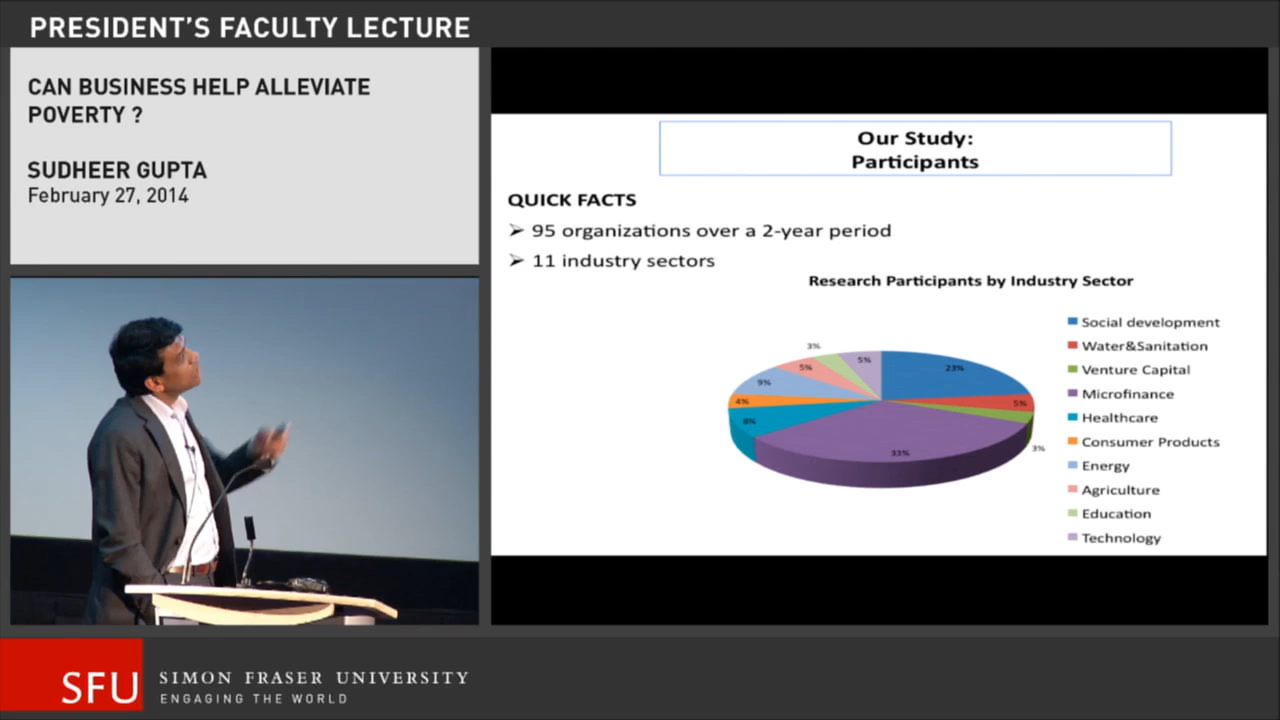 PRESIDENT'S FACULTY LECTURE
CAN BUSINESS HELP ALLEVIATE
POVERTY ?
SUDHEER GUPTA
February 27, 2014
Our Study:
Participants
QUICK FACTS
➢ 95 organizations over a 2-year period
➢ 11 industry sectors
Research Participants by Industry Sector
Social development
Water&Sanitation
Venture Capital
Microfinance
Healthcare
Consumer Products
Energy
Agriculture
Education
Technology
23%
5%
3%
33%
8%
4%
9%
5%
3%
5%
SFU
SIMON FRASER UNIVERSITY
ENGAGING THE WORLD